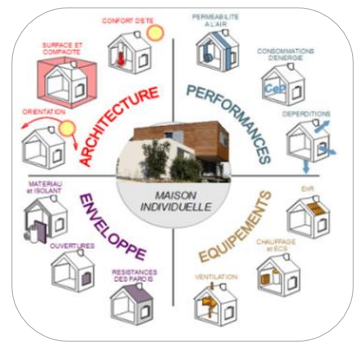 CONFORT D'ETE
SURFACE ET
COMPACITE
ORIENTATION
ARCHITECTURE
PERMEABILITE
A L'AIR
CONSOMMATIONS
D'ENERGIE
CeP
DEPERDITIONS
PERFORMANCES
MAISON
INDIVIDUELLE
MATERIAU
et ISOLANT
OUVERTURES
RESISTANCES
DES PAROIS
ENVELOPPE
EnR
CHAUFFAGE
et ECS
VENTILATION
EQUIPEMENTS